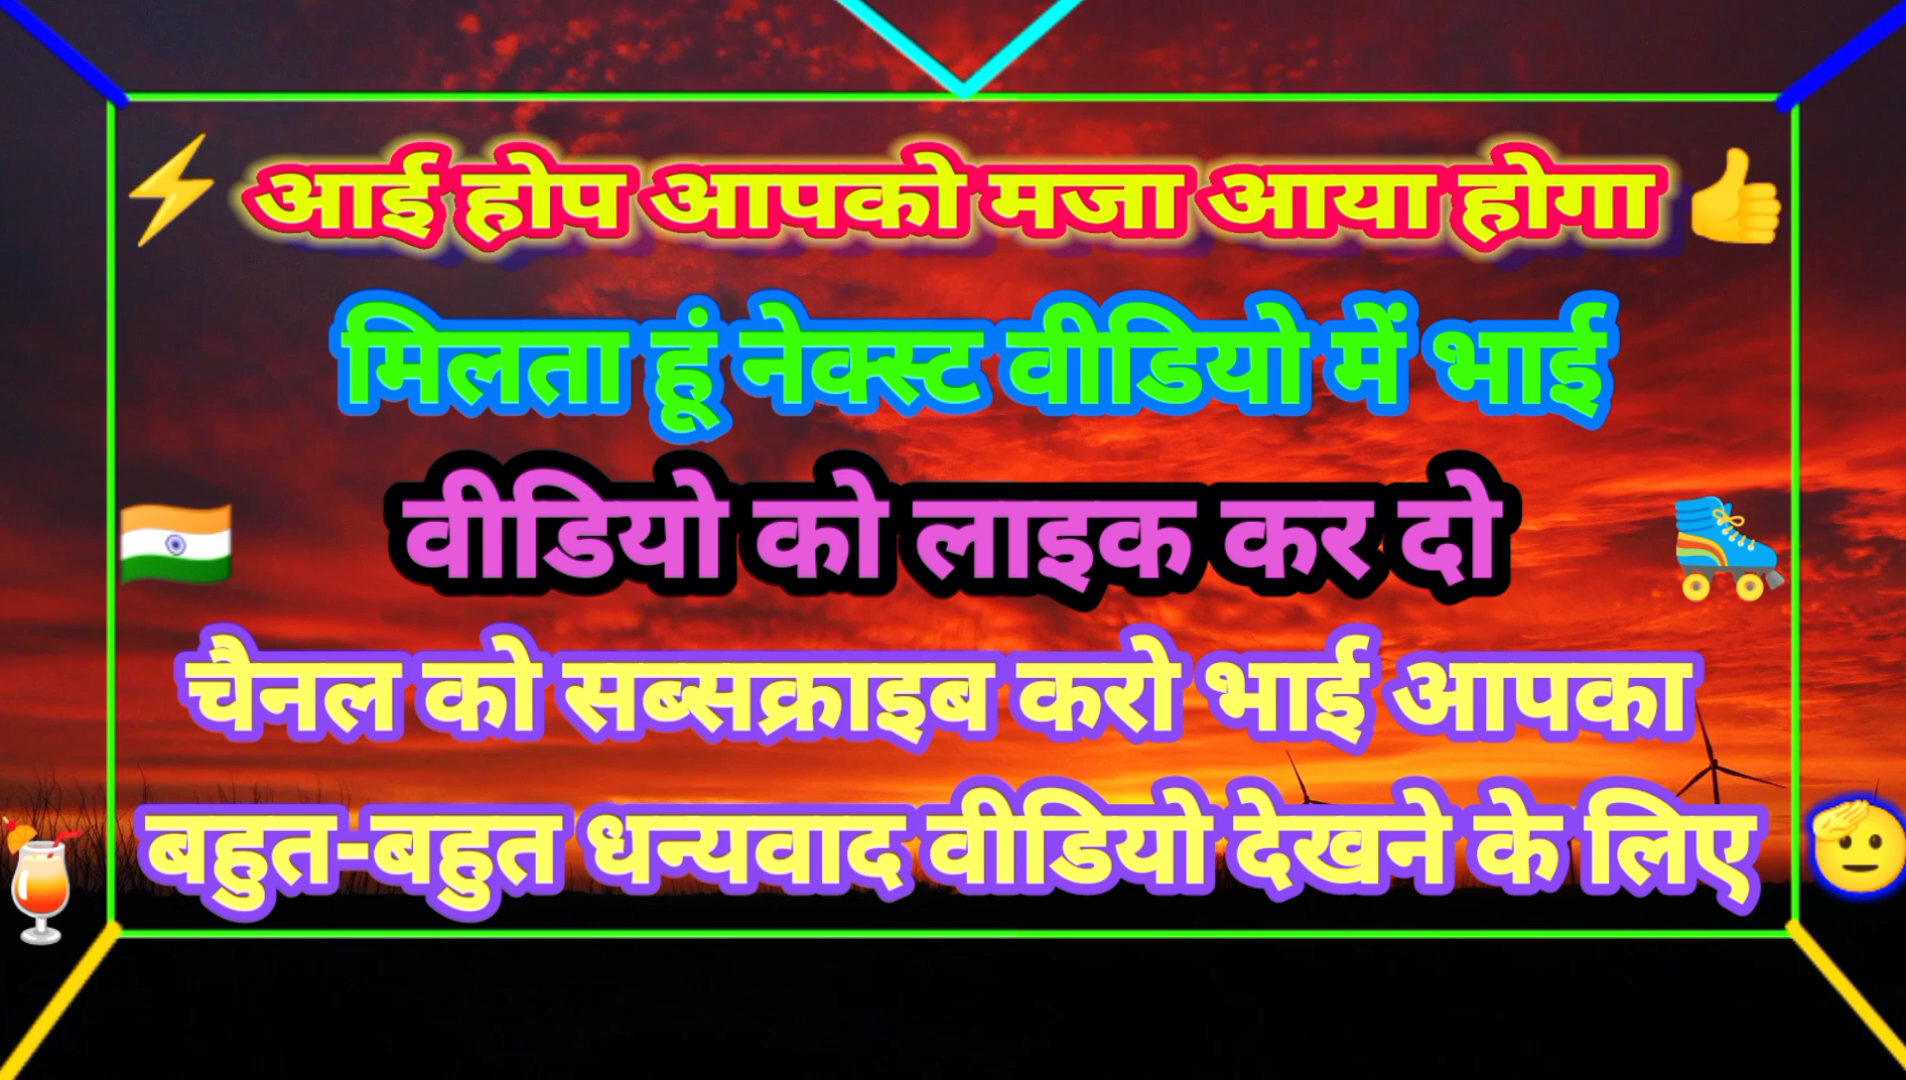 आई होप आपको मजा आया होगा
मिलता हूं नेक्स्ट वीडियो में भाई
वीडियो को लाइक कर दो
चैनल को सब्सक्राइब करो भाई आपका
बहुत-बहुत धन्यवाद वीडियो देखने के लिए